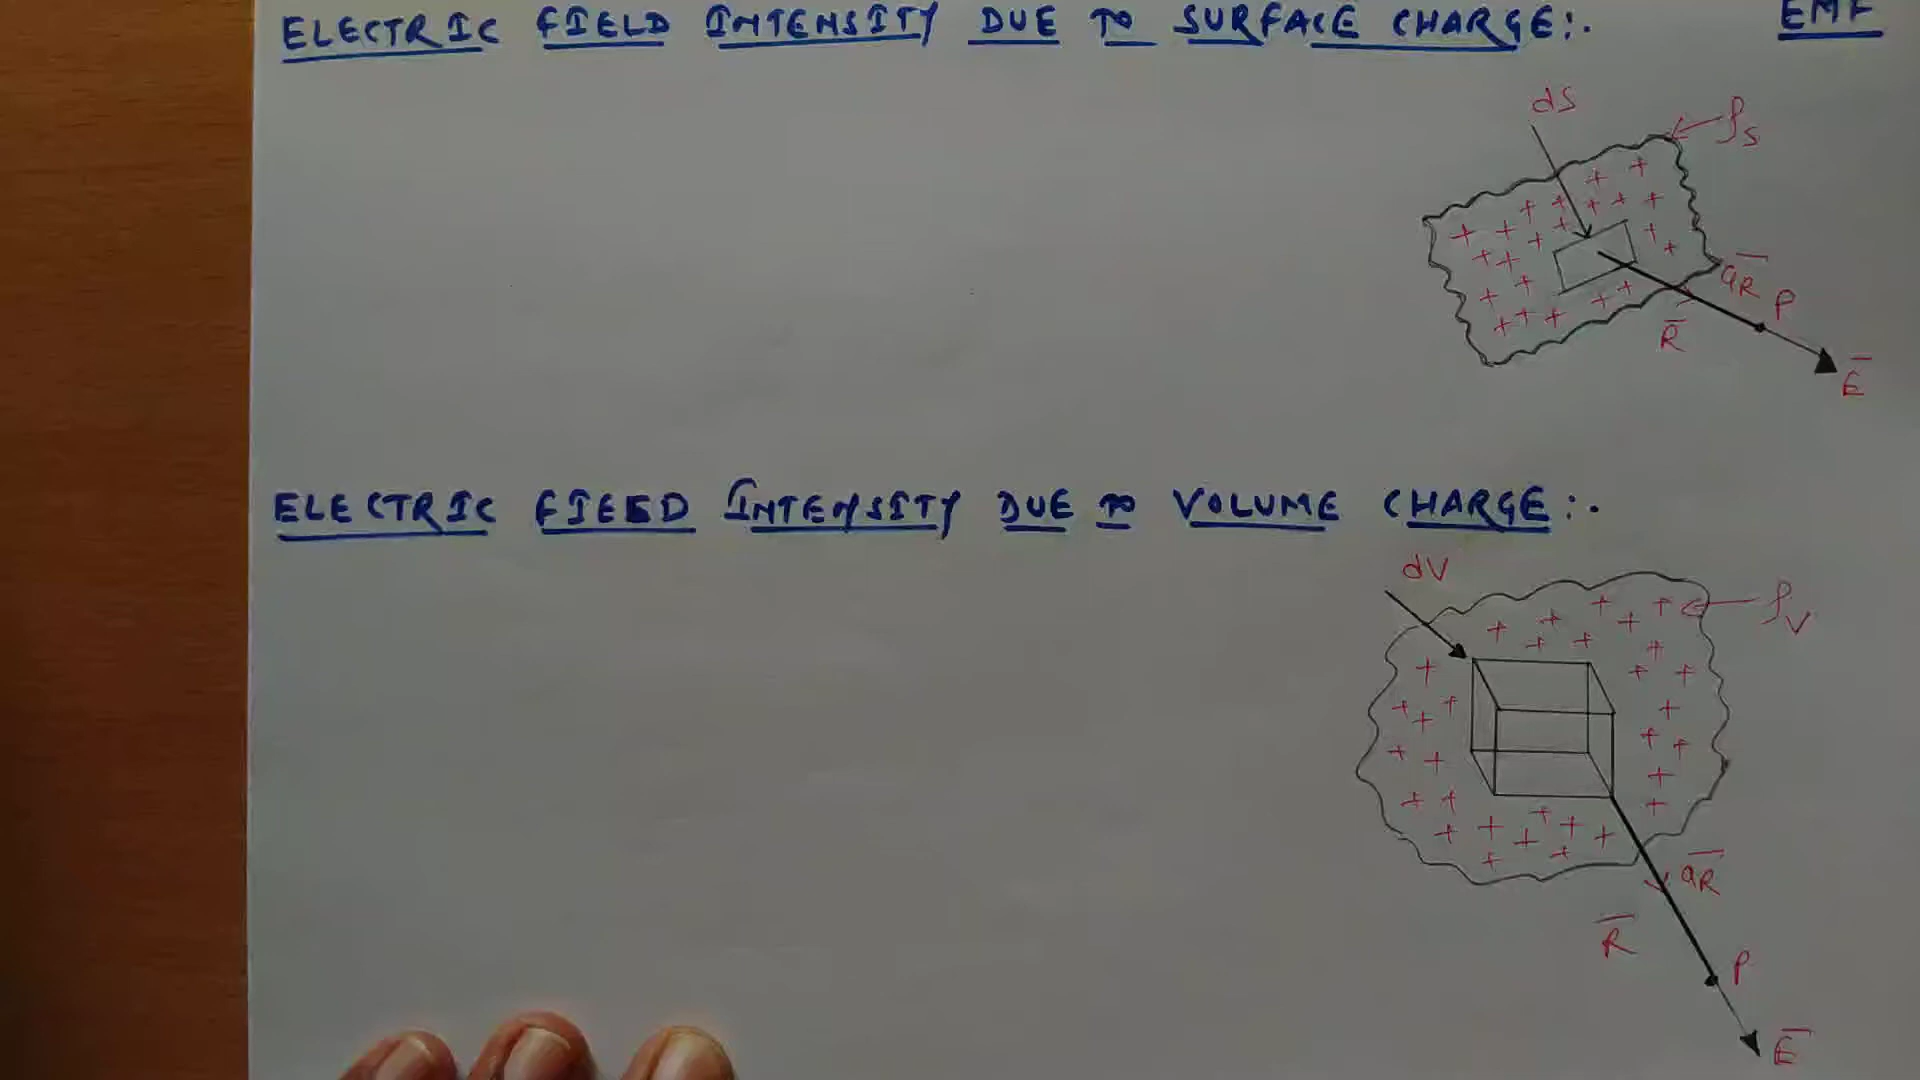 ELECTRIC FIELD INTENSITY DUE TO SURFACE CHARGE:.
EMF
dS
ρS
aR
P
R
E
ELECTRIC FIELD INTENSITY DUE TO VOLUME CHARGE:.
dV
ρV
aR
R
P
E